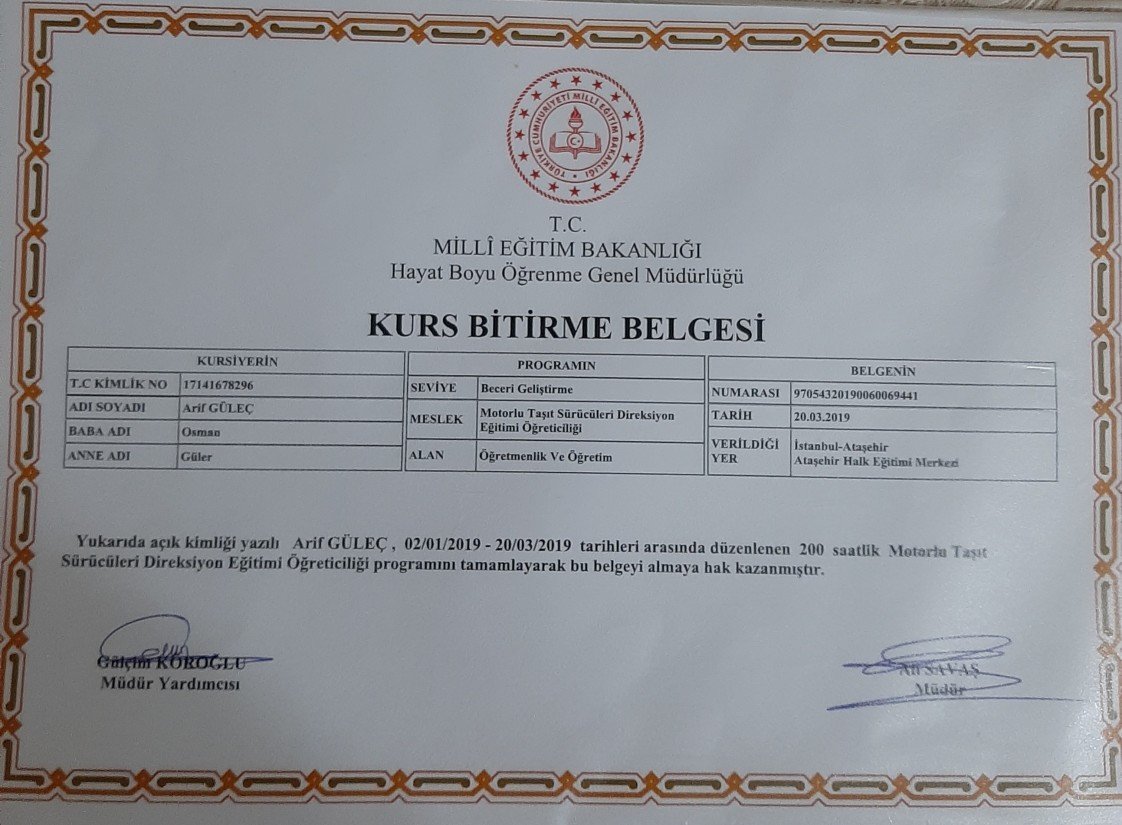 TÜRKİYE CUMHURİYETİ MİLLİ EĞİTİM BAKANLIĞI
T.C.
MİLLÎ EĞİTİM BAKANLIĞI
Hayat Boyu Öğrenme Genel Müdürlüğü
KURS BİTİRME BELGESİ
KURSİYERİN
T.C KİMLİK NO 17141678296
ADI SOYADI Arif GÜLEÇ
BABA ADI Osman
ANNE ADI Güler
PROGRAMIN
SEVİYE Beceri Geliştirme
MESLEK Motorlu Taşıt Sürücüleri Direksiyon
Eğitimi Öğreticiliği
ALAN Öğretmenlik Ve Öğretim
BELGENİN
NUMARASI 97054320190060069441
TARİH 20.03.2019
VERİLDİĞİ YER İstanbul-Ataşehir
Ataşehir Halk Eğitimi Merkezi
Yukarıda açık kimliği yazılı Arif GÜLEÇ , 02/01/2019 - 20/03/2019 tarihleri arasında düzenlenen 200 saatlik Motorlu Taşıt
Sürücüleri Direksiyon Eğitimi Öğreticiliği programını tamamlayarak bu belgeyi almaya hak kazanmıştır.
Gülçin KÖROĞLU
Müdür Yardımcısı
Ali SAVAŞ
Müdür